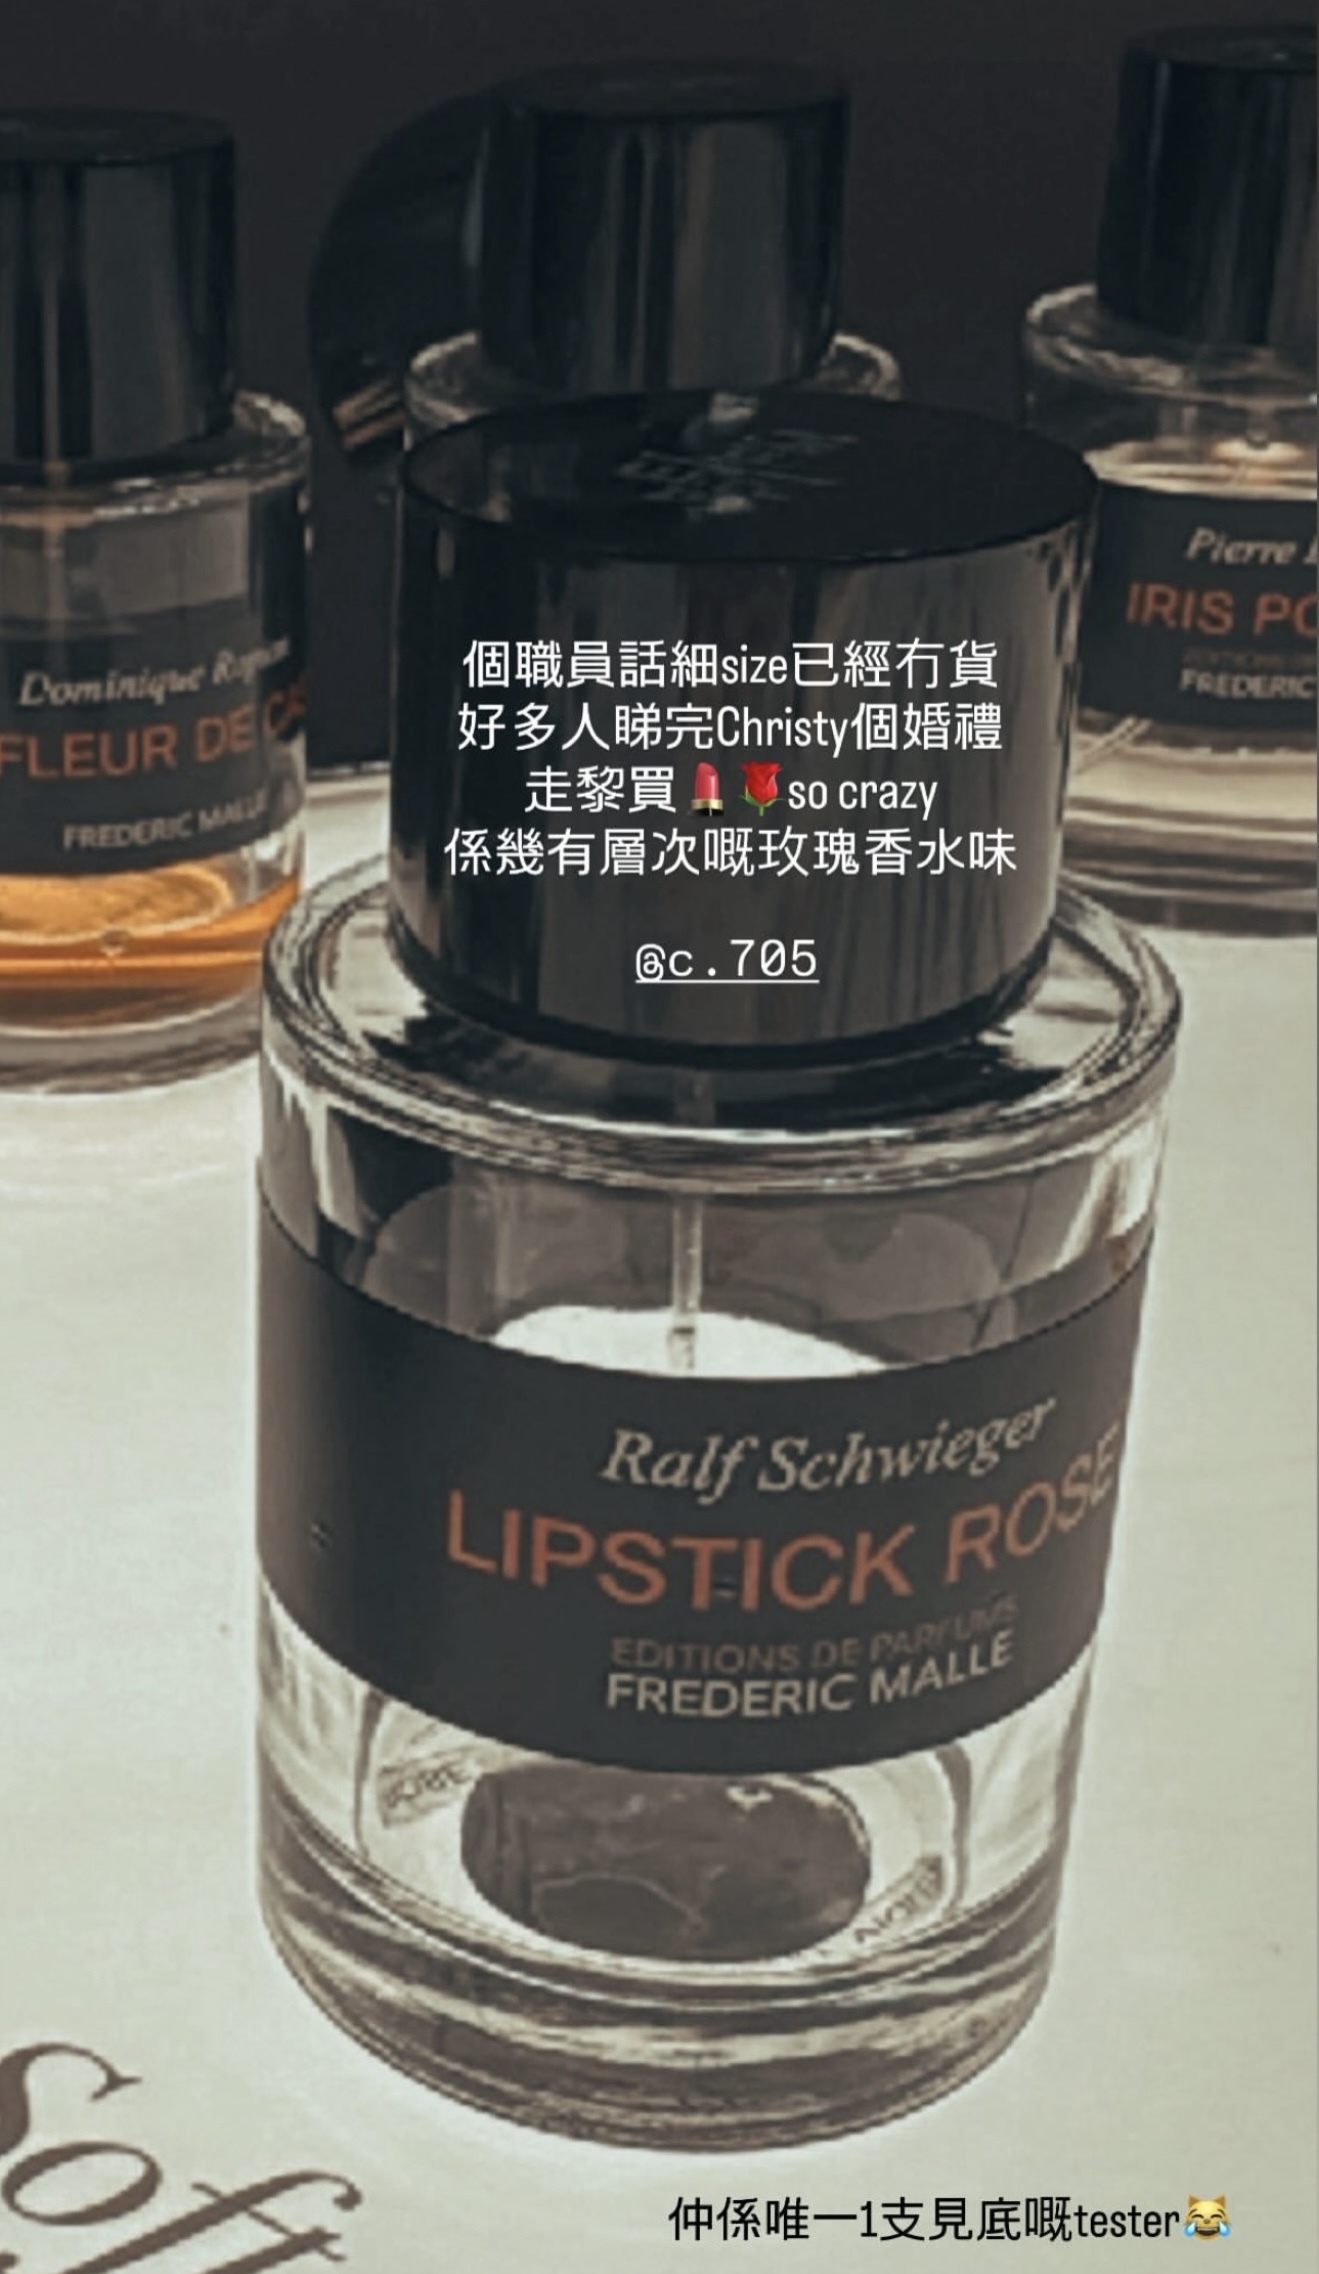 Pierre
IRIS PO
FREDERIC
Dominique
FLEUR DE CA
FREDERIC MALLE
個職員話細size已經冇貨
好多人睇完Christy個婚禮
走黎買💄🌹so crazy
係幾有層次嘅玫瑰香水味
@c.705
Ralf Schwieger
LIPSTICK ROSE
EDITIONS DE PARFUMS
FREDERIC MALLE
Soft
仲係唯一1支見底嘅tester😹